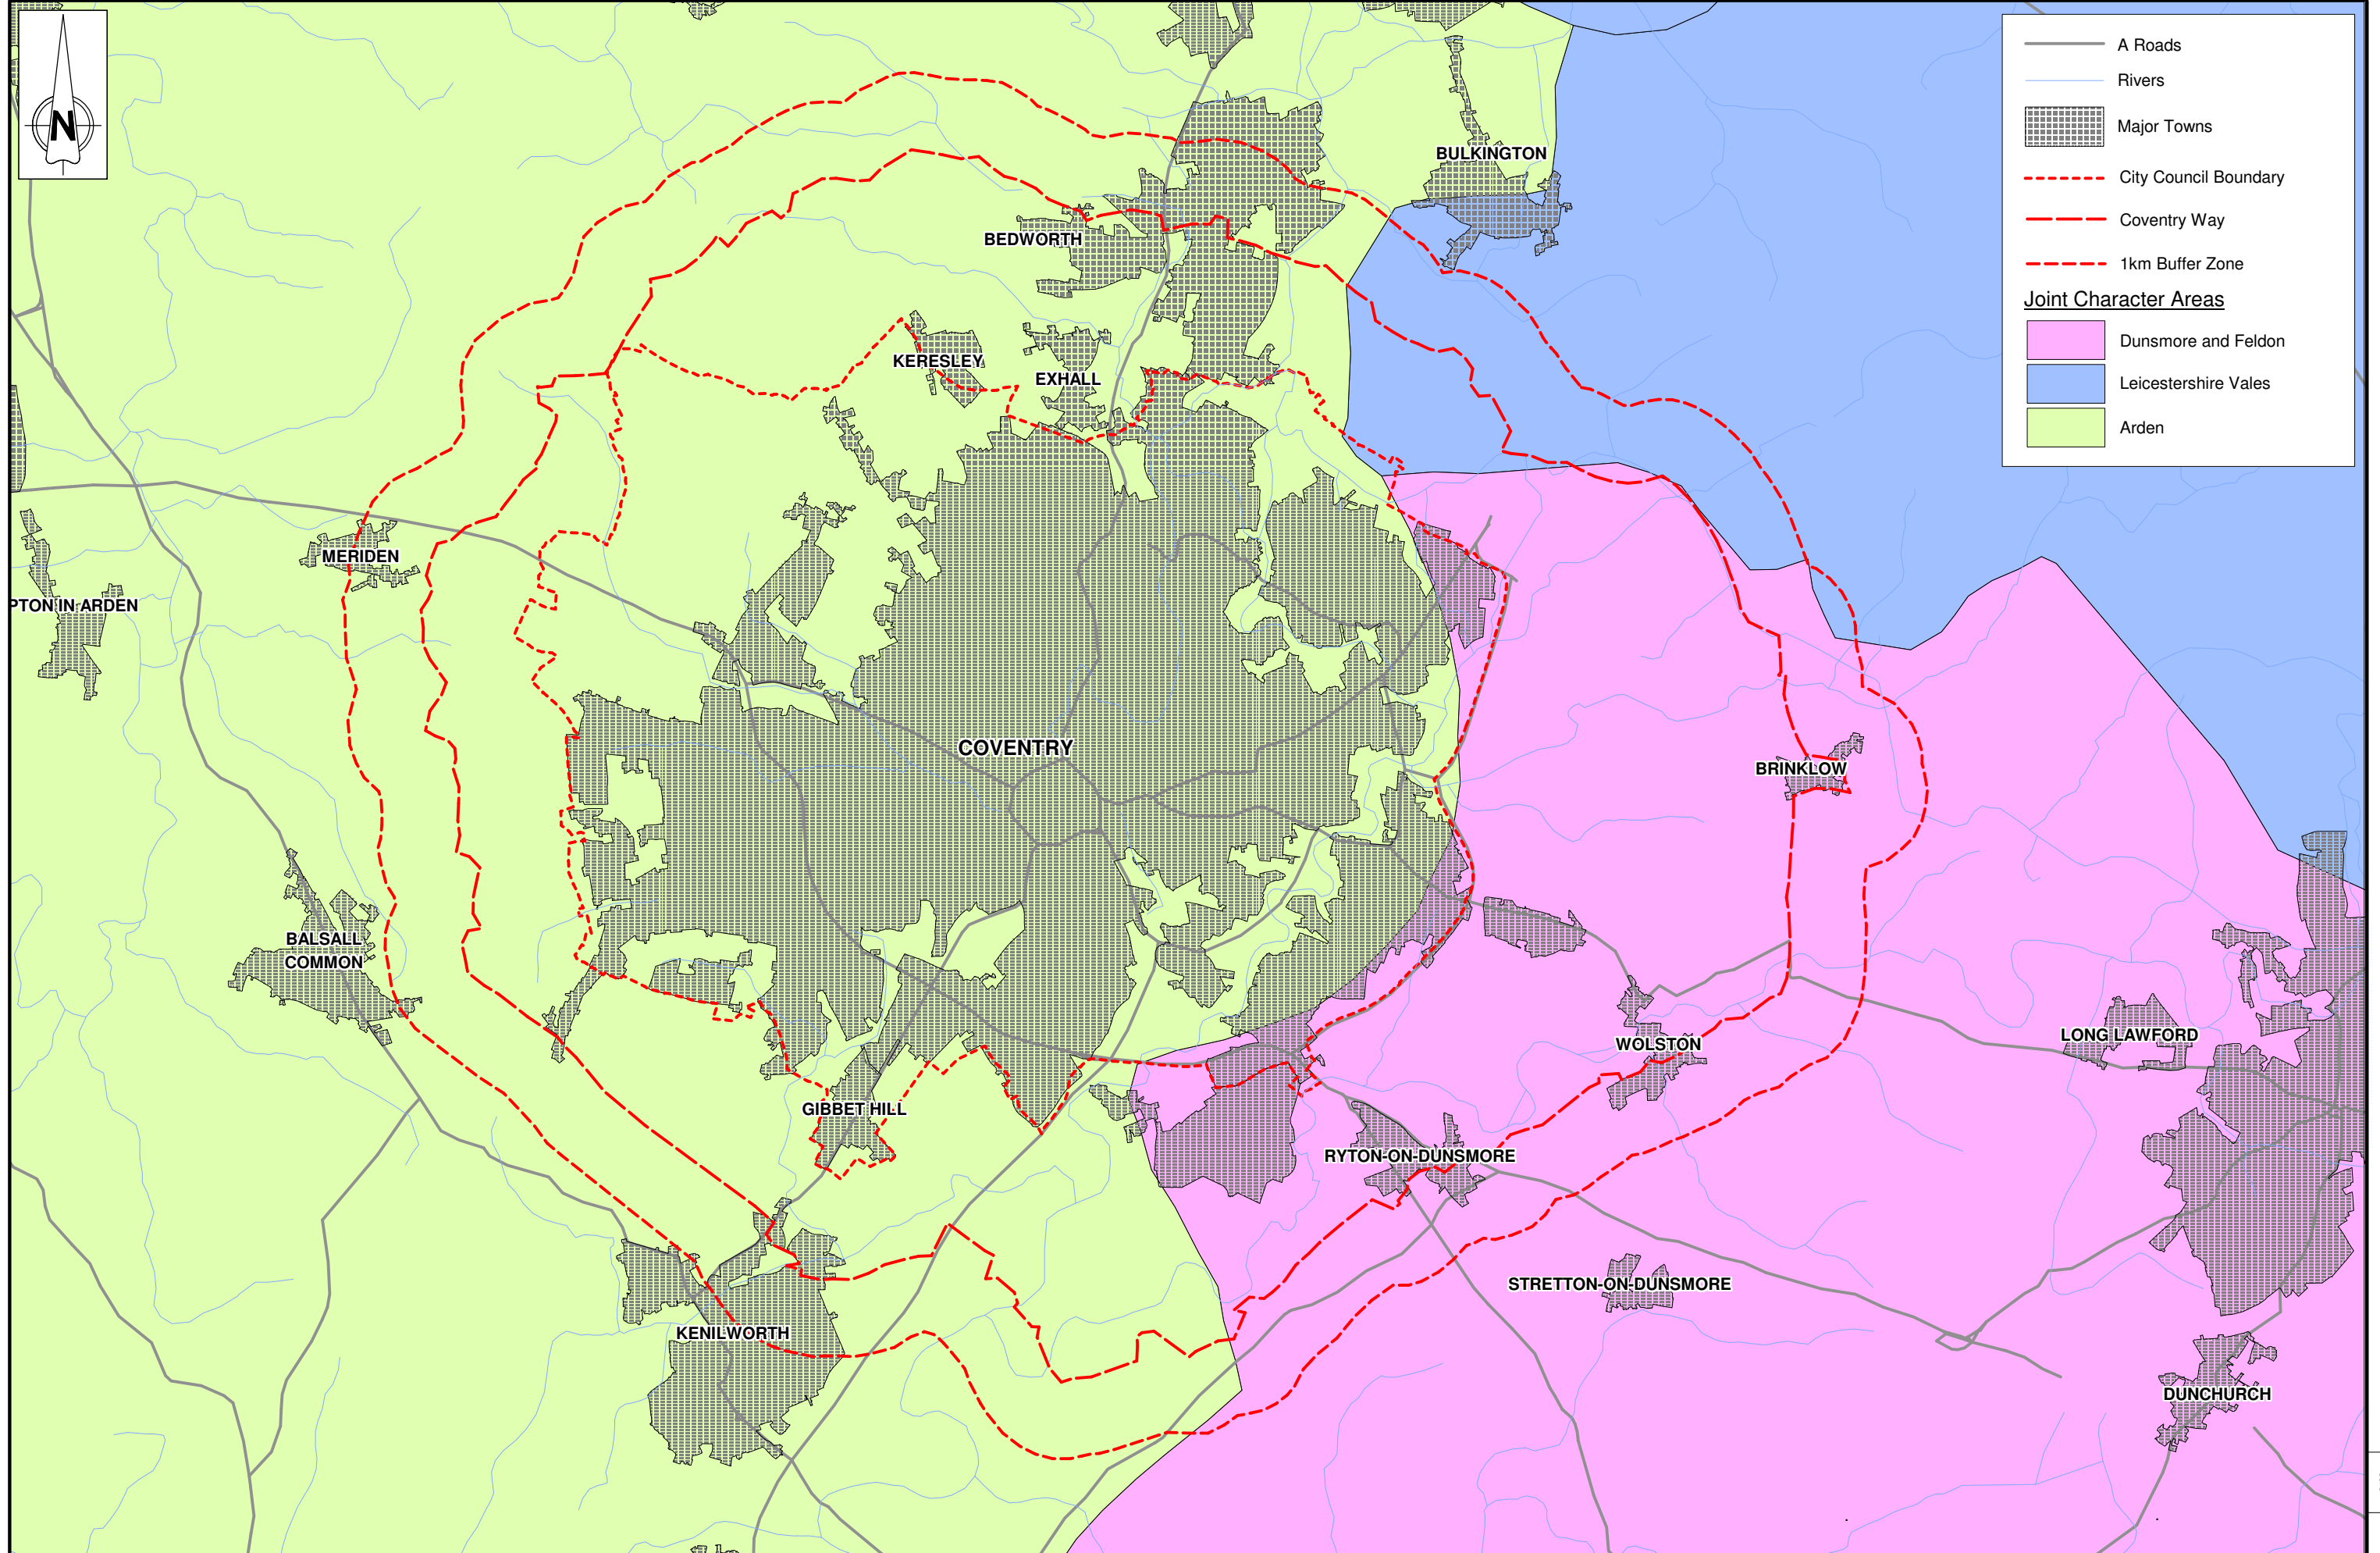 N
A Roads
Rivers
Major Towns
City Council Boundary
Coventry Way
1km Buffer Zone
Joint Character Areas
Dunsmore and Feldon
Leicestershire Vales
Arden
BULKINGTON
BEDWORTH
KERESLEY
EXHALL
MERIDEN
PTON IN ARDEN
COVENTRY
BRINKLOW
BALSALL
COMMON
LONG LAWFORD
WOLSTON
GIBBET HILL
RYTON-ON-DUNSMORE
STRETTON-ON-DUNSMORE
KENILWORTH
DUNCHURCH